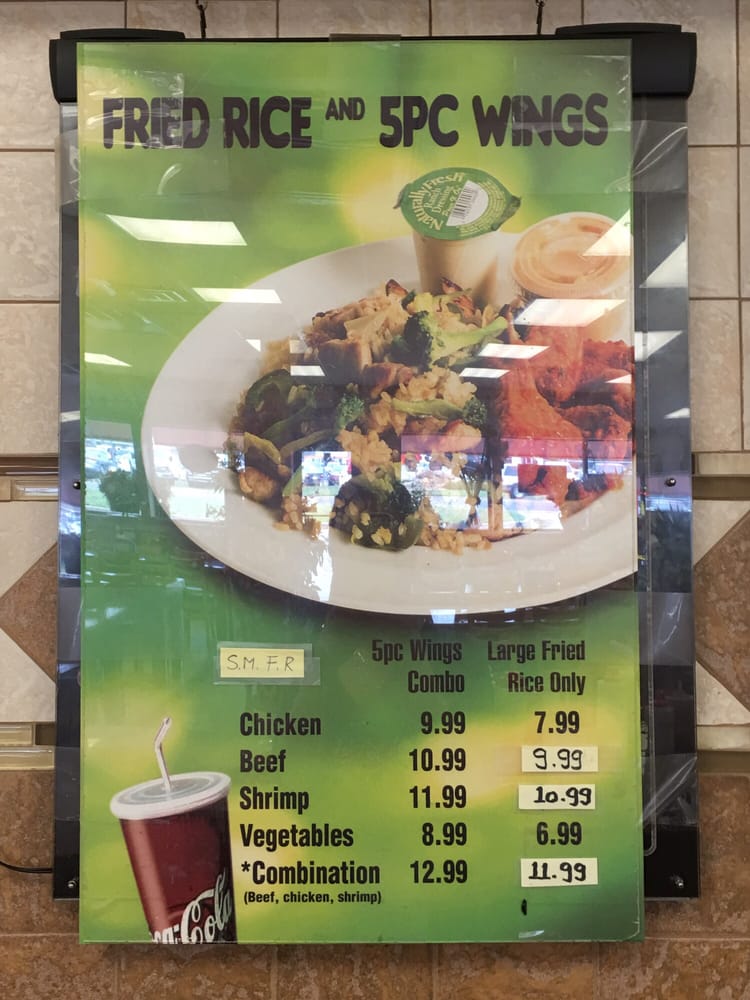 FRIED RICE AND 5PC WINGS
Naturally Fresh
Ranch
Dressing
S.M. F.R
5pc Wings Large Fried
Combo Rice Only
Chicken 9.99 7.99
Beef 10.99 9.99
Shrimp 11.99 10.99
Vegetables 8.99 6.99
*Combination 12.99 11.99
(Beef, chicken, shrimp)
Coca-Cola